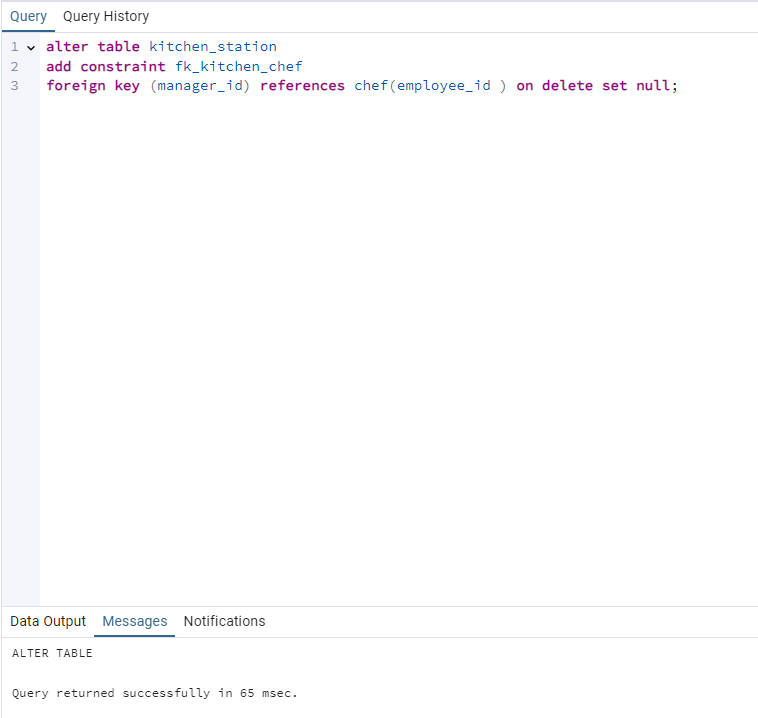 Query Query History
1 alter table kitchen_station
2 add constraint fk_kitchen_chef
3 foreign key (manager_id) references chef(employee_id ) on delete set null;
Data Output Messages Notifications
ALTER TABLE
Query returned successfully in 65 msec.